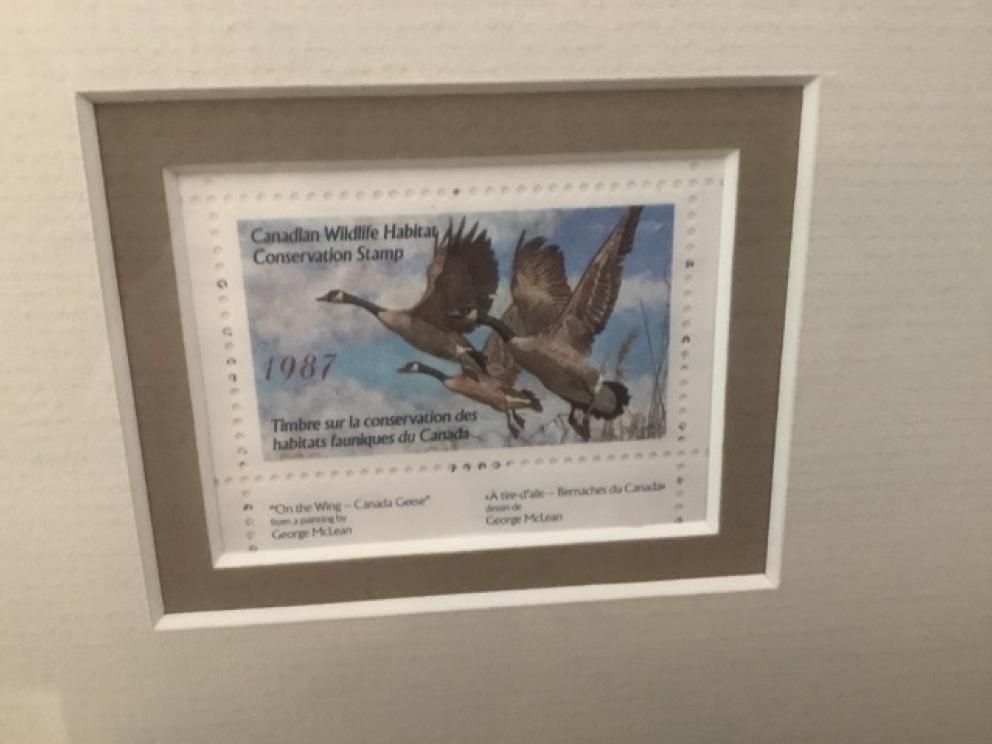 Canadian Wildlife Habitat
Conservation Stamp
1987
Timbre sur la conservation des
habitats fauniques du Canada
"On the Wing – Canada Geese"
from a painting by
George McLean
«À tire-d'aile – Bernaches du Canada»
dessin de
George McLean